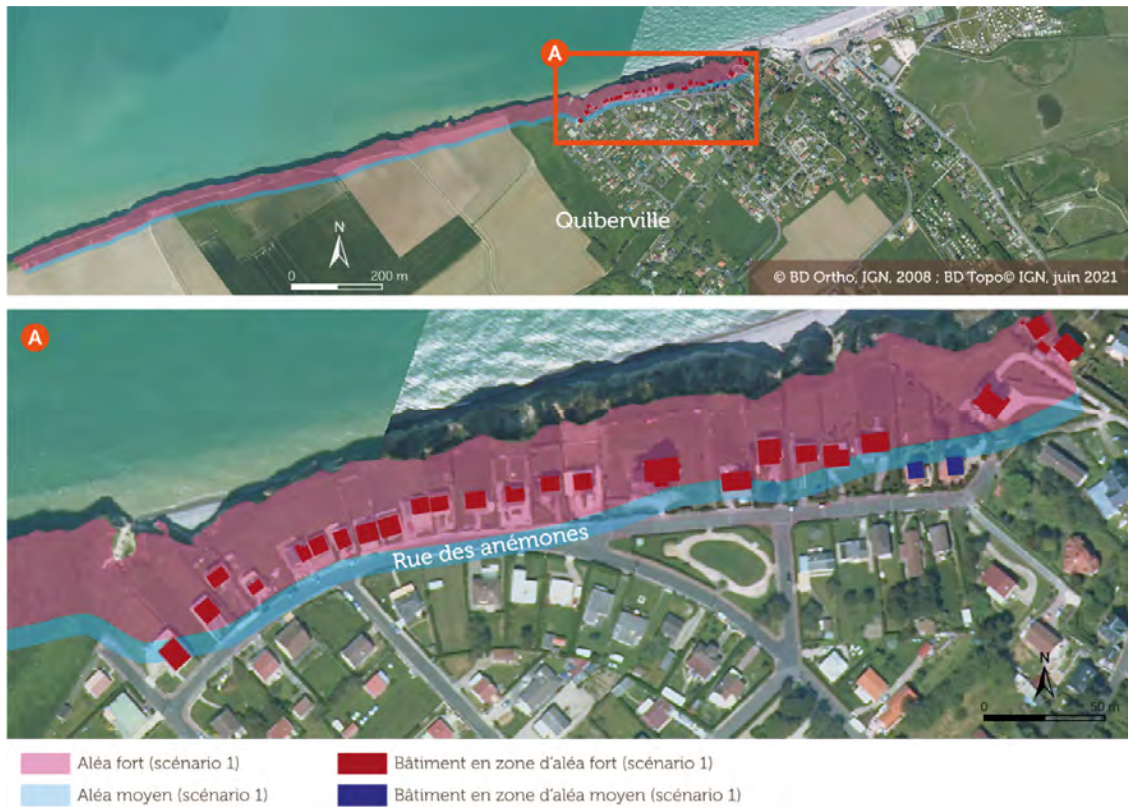 A
Quiberville
N
0 200 m
© BD Ortho, IGN, 2008 ; BD Topo© IGN, juin 2021
A
Rue des anémones
N
0 50 m
Aléa fort (scénario 1)
Bâtiment en zone d'aléa fort (scénario 1)
Aléa moyen (scénario 1)
Bâtiment en zone d'aléa moyen (scénario 1)